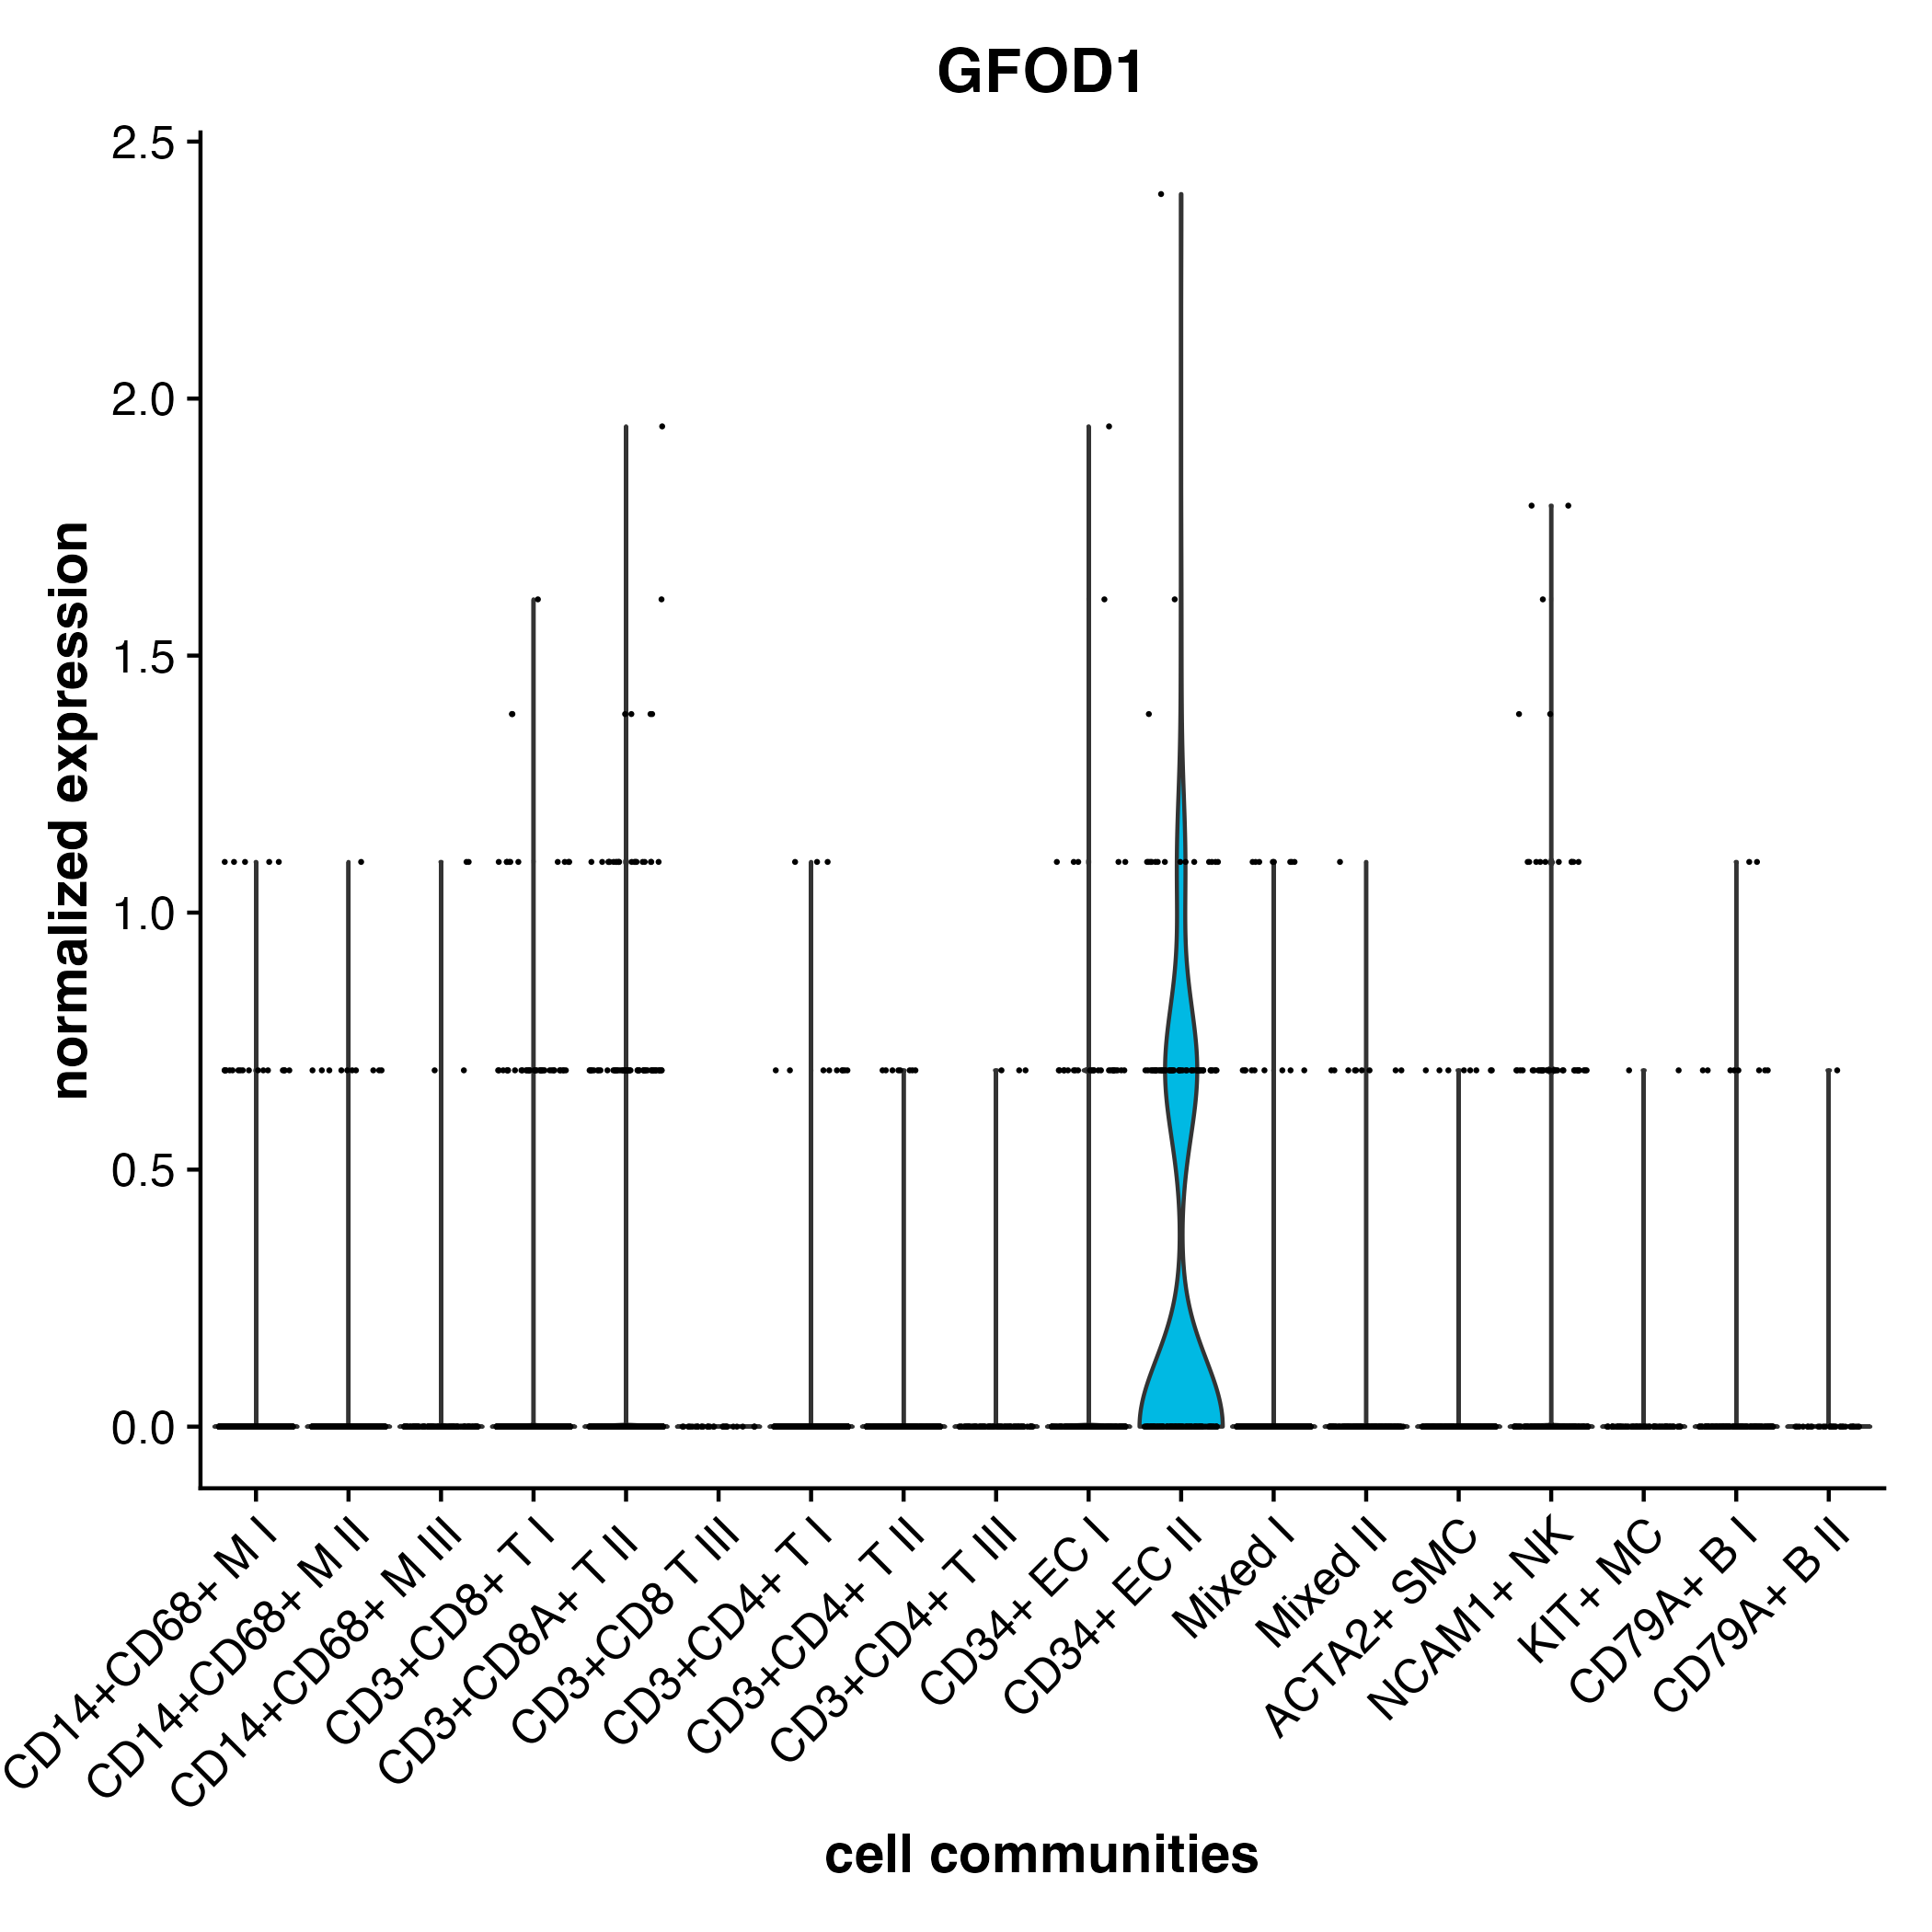 GFOD1
2.5
2.0
1.5
1.0
0.5
0.0
normalized expression
CD14+CD68+ M I
CD14+CD68+ M II
CD14+CD68+ M III
CD3+CD8+ T I
CD3+CD8A+ T II
CD3+CD8 T III
CD3+CD4+ T I
CD3+CD4+ T II
CD3+CD4+ T III
CD34+ EC I
CD34+ EC II
Mixed I
Mixed II
ACTA2+ SMC
NCAM1+ NK
KIT+ MC
CD79A+ B I
CD79A+ B II
cell communities